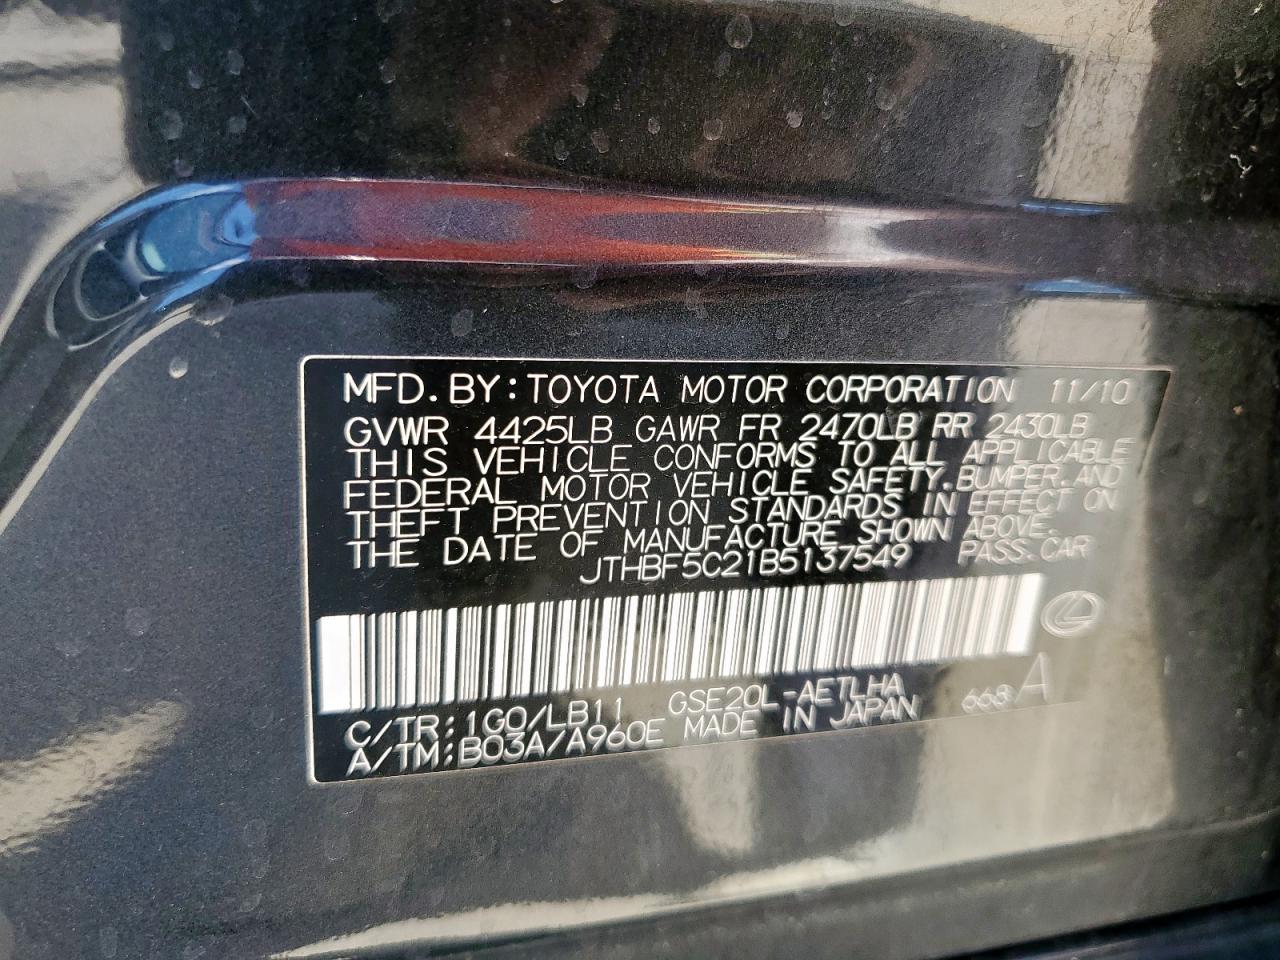 MFD. BY: TOYOTA MOTOR CORPORATION 11/10
GVWR 4425LB GAWR FR 2470LB RR 2430LB
THIS VEHICLE CONFORMS TO ALL APPLICABLE
FEDERAL MOTOR VEHICLE SAFETY, BUMPER, AND
THEFT PREVENTION STANDARDS IN EFFECT ON
THE DATE OF MANUFACTURE SHOWN ABOVE.
JTHBF5C21B5137549 PASS. CAR
C/TR: 1G0/LB11 GSE20L-AETLHA 668 A
A/TM: B03A/A960E MADE IN JAPAN